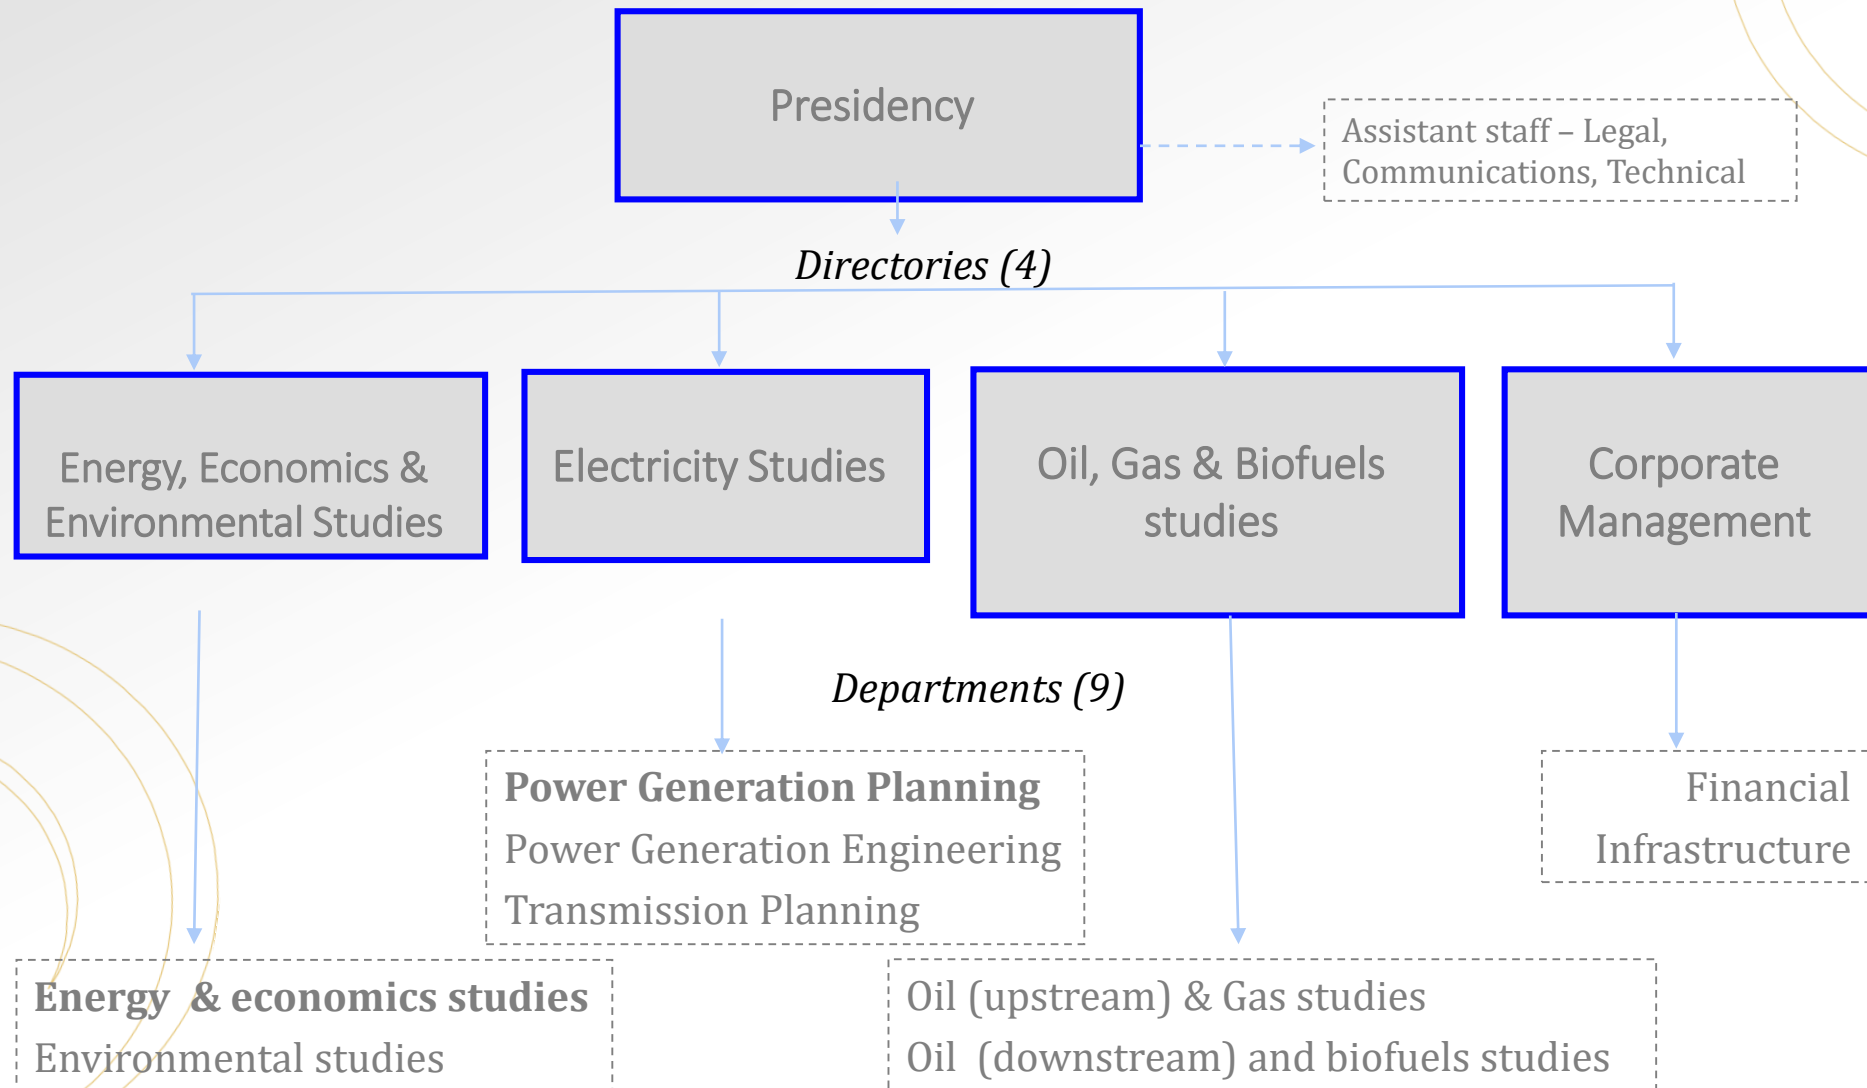 Presidency
Assistant staff – Legal,
Communications, Technical
Directories (4)
Energy, Economics &
Environmental Studies
Electricity Studies
Oil, Gas & Biofuels
studies
Corporate
Management
Departments (9)
Power Generation Planning
Power Generation Engineering
Transmission Planning
Financial
Infrastructure
Energy  & economics studies
Environmental studies
Oil (upstream) & Gas studies
Oil  (downstream) and biofuels studies